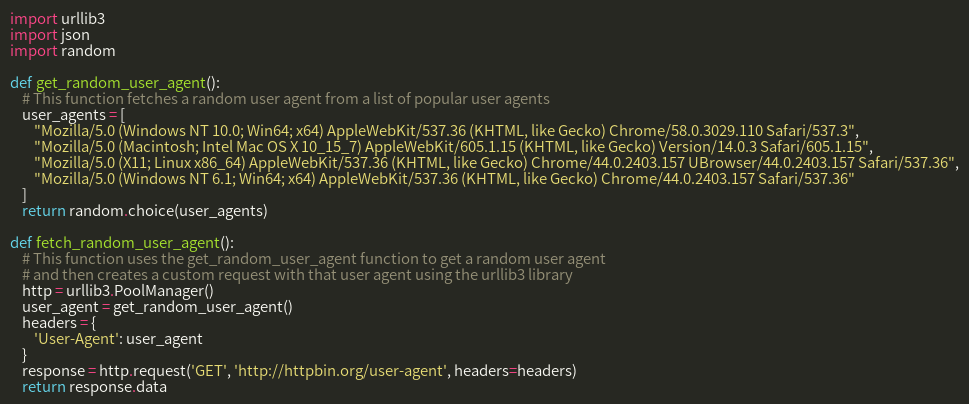 import urllib3
import json
import random
def get_random_user_agent():
# This function fetches a random user agent from a list of popular user agents
user_agents = [
"Mozilla/5.0 (Windows NT 10.0; Win64; x64) AppleWebKit/537.36 (KHTML, like Gecko) Chrome/58.0.3029.110 Safari/537.3",
"Mozilla/5.0 (Macintosh; Intel Mac OS X 10_15_7) AppleWebKit/605.1.15 (KHTML, like Gecko) Version/14.0.3 Safari/605.1.15",
"Mozilla/5.0 (X11; Linux x86_64) AppleWebKit/537.36 (KHTML, like Gecko) Chrome/44.0.2403.157 UBrowser/44.0.2403.157 Safari/537.36",
"Mozilla/5.0 (Windows NT 6.1; Win64; x64) AppleWebKit/537.36 (KHTML, like Gecko) Chrome/44.0.2403.157 Safari/537.36"
]
return random.choice(user_agents)
def fetch_random_user_agent():
# This function uses the get_random_user_agent function to get a random user agent
# and then creates a custom request with that user agent using the urllib3 library
http = urllib3.PoolManager()
user_agent = get_random_user_agent()
headers = {
'User-Agent': user_agent
}
response = http.request('GET', 'http://httpbin.org/user-agent', headers=headers)
return response.data